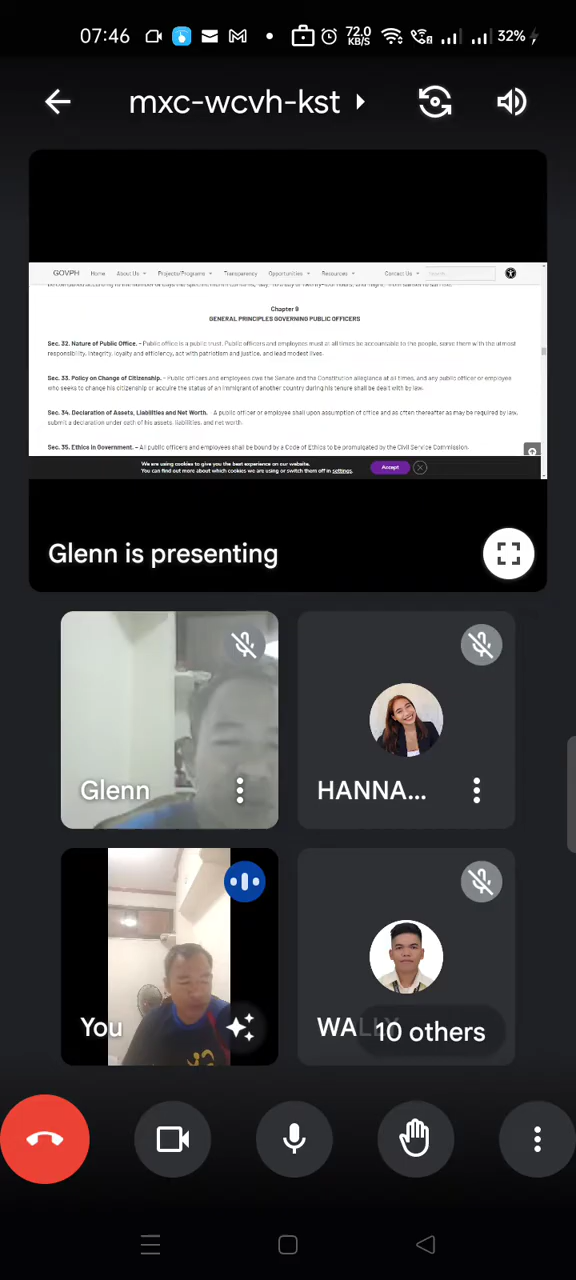 07:46 72.0 KB/S 32%
mxc-wcvh-kst
GOVPH Home About Us Projects/Programs Transparency Opportunities Resources Contact Us
Chapter 9
GENERAL PRINCIPLES GOVERNING PUBLIC OFFICERS
Sec. 32. Nature of Public Office. - Public office is a public trust. Public officers and employees must at all times be accountable to the people, serve them with the utmost
responsibility, integrity, loyalty and efficiency, act with patriotism and justice, and lead modest lives.
Sec. 33. Policy on Change of Citizenship. - Public officers and employees owe the Senate and the Constitution allegiance at all times, and any public officer or employee
who seeks to change his citizenship or acquire the status of an immigrant of another country during his tenure shall be dealt with by law.
Sec. 34. Declaration of Assets, Liabilities and Net Worth. - A public officer or employee shall upon assumption of office and as often thereafter as may be required by law,
submit a declaration under oath of his assets, liabilities, and net worth.
Sec. 35. Ethics in Government. - All public officers and employees shall be bound by a Code of Ethics to be promulgated by the Civil Service Commission.
We are using cookies to give you the best experience on our website.
You can find out more about which cookies we are using or switch them off in settings.
Accept
Glenn is presenting
Glenn
HANNA...
You
WALLY
10 others